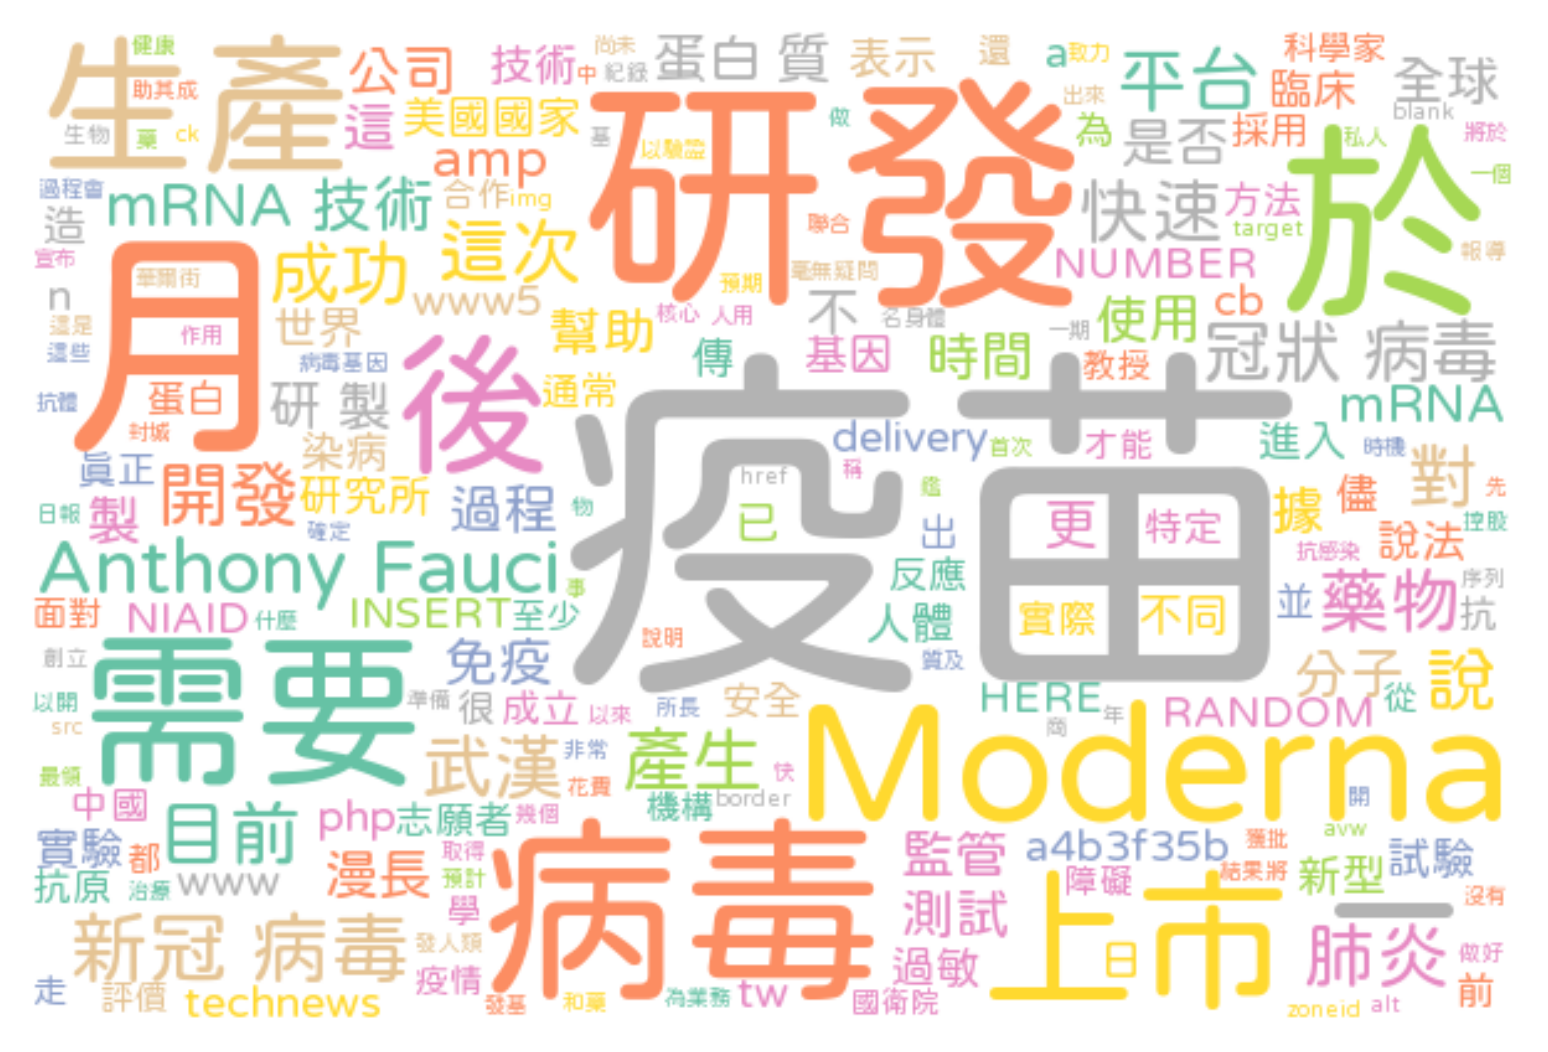 健康
生產
公司
技術
中
尚未
紀錄
蛋白 質
表示
還
a
致力
平台
科學家
臨床
全球
blank
助其成
生物
藥
ck
這
美國國家
amp
研發
基
以驗證
做
出來
為
是否
採用
私人
將於
於
一個
過程會
mRNA 技術
合作
img
造
宣布
月
華爾街
成功
這次
聯合
快速
方法
target
NUMBER
報導
n
這是
這些
作用
世界
www5
預期
毫無疑問
核心
人用
不
名身體
一期
使用
cb
冠狀 病毒
病毒基因
後
幫助
傳
基因
時間
教授
抗體
蛋白
封城
研 製
通常
疫苗
mRNA
染病
眞正
開發
研究所
delivery
首次
才能
進入
時機
對
href
稱
日報
製
確定
過程
物
已
出
更
特定
據
儘
先
控股
說法
抗感染
Anthony Fauci
事
反應
人體
實際
不同
並
藥物
序列
抗
面對
NIAID
什麼
INSERT
至少
說明
質及
創立
需要
免疫
準備
很
成立
以來
所長
安全
HERE
商
年
RANDOM
分子
從
說
以開
src
最領
武漢
非常
花費
產生
快
機構
border
Moderna
開
中國
目前
php
志願者
幾個
實驗
都
抗原
治療
www
漫長
取得
預計
學
病毒
監管
a4b3f35b
獲批
avw
試驗
障礙
結果將
新型
沒有
測試
上市
日
一
肺炎
做好
新冠 病毒
發人類
疫情
過敏
走
評價
technews
發基
和藥
為業務
tw
國衛院
zoneid
alt
前